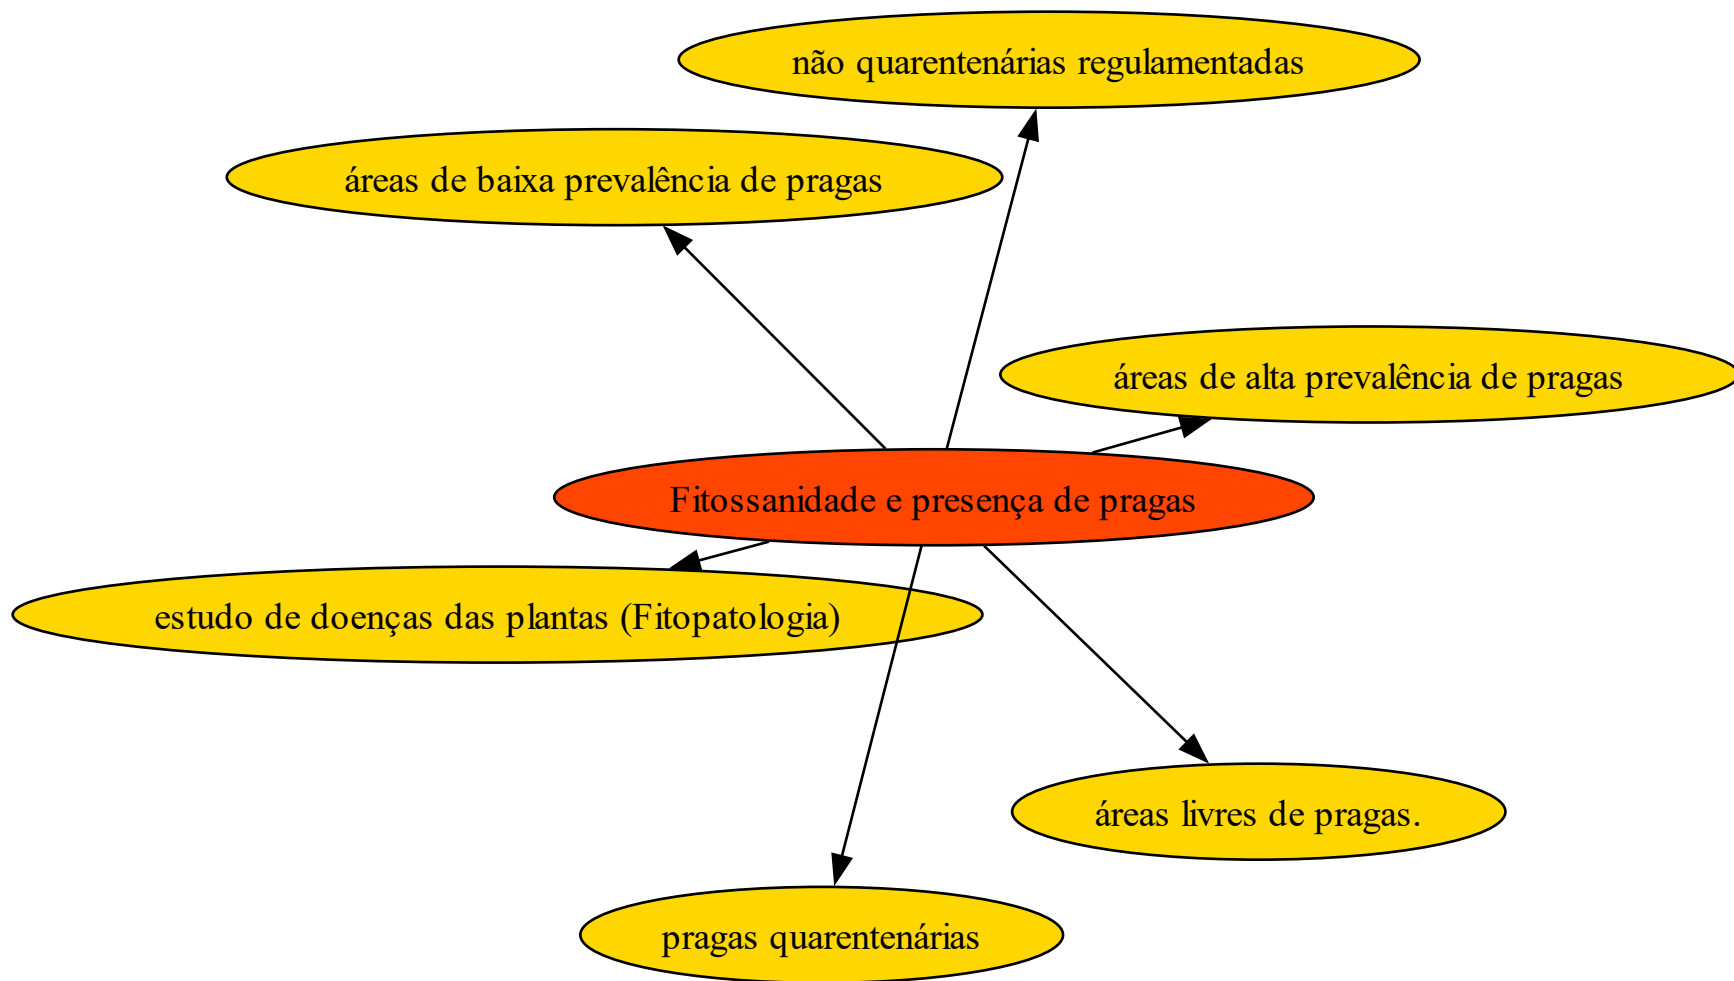 não quarentenárias regulamentadas
áreas de baixa prevalência de pragas
áreas de alta prevalência de pragas
Fitossanidade e presença de pragas
estudo de doenças das plantas (Fitopatologia)
áreas livres de pragas.
pragas quarentenárias